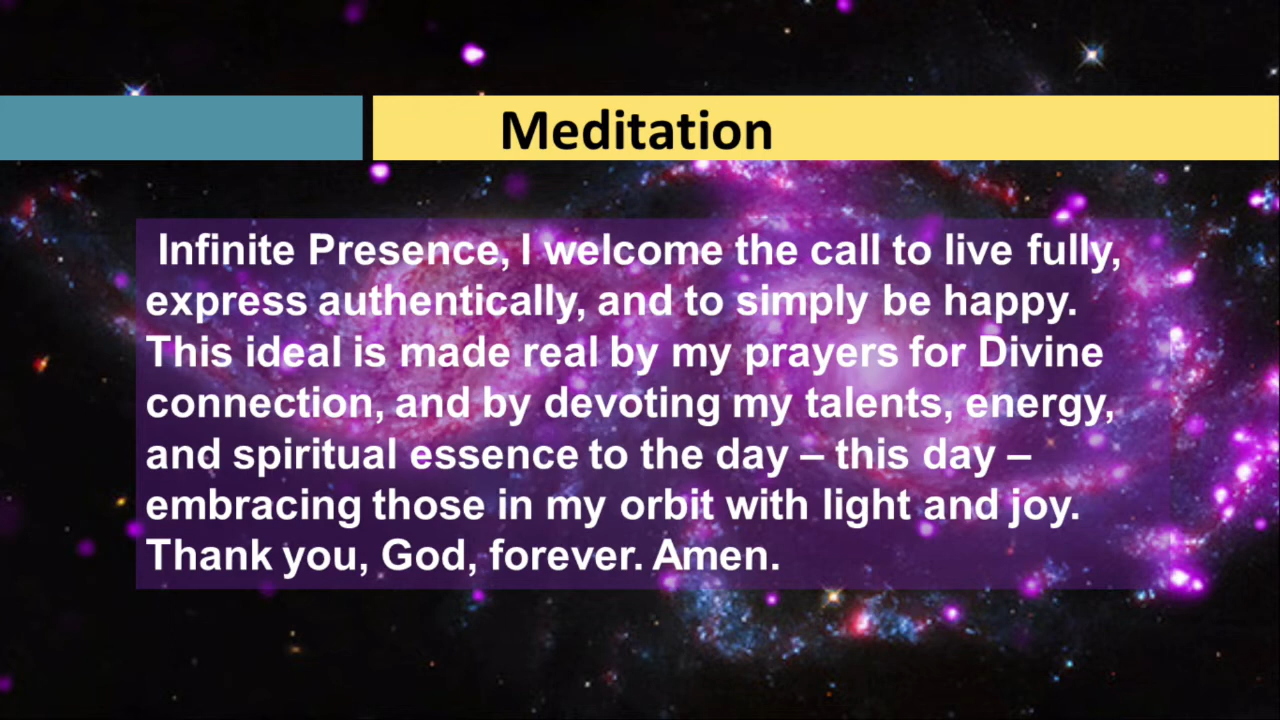 Meditation
Infinite Presence, I welcome the call to live fully,
express authentically, and to simply be happy.
This ideal is made real by my prayers for Divine
connection, and by devoting my talents, energy,
and spiritual essence to the day – this day –
embracing those in my orbit with light and joy.
Thank you, God, forever. Amen.